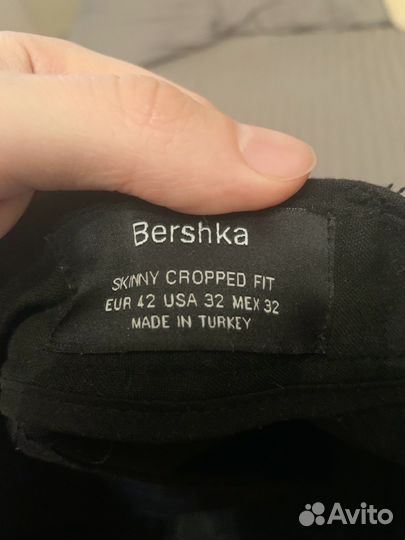 Bershka
SKINNY CROPPED FIT
EUR 42 USA 32 MEX 32
MADE IN TURKEY
Avito